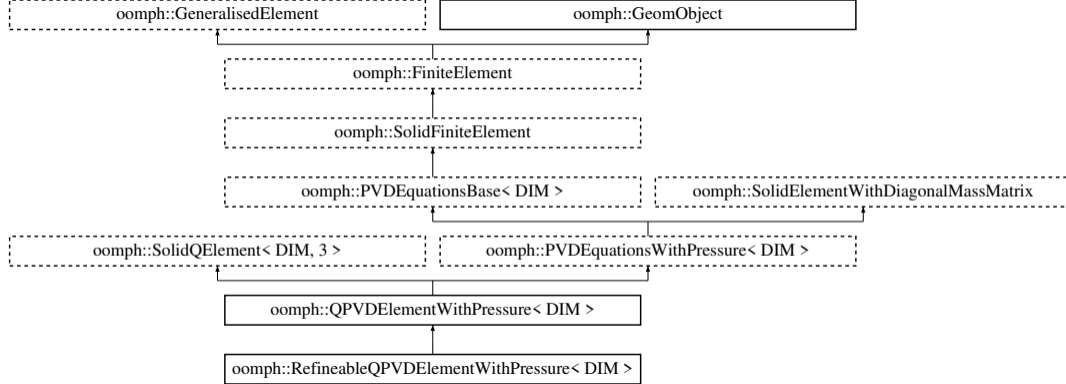 oomph::GeneralisedElement
oomph::GeomObject
oomph::FiniteElement
oomph::SolidFiniteElement
oomph::PVDEquationsBase< DIM >
oomph::SolidElementWithDiagonalMassMatrix
oomph::SolidQElement< DIM, 3 >
oomph::PVDEquationsWithPressure< DIM >
oomph::QPVDElementWithPressure< DIM >
oomph::RefineableQPVDElementWithPressure< DIM >